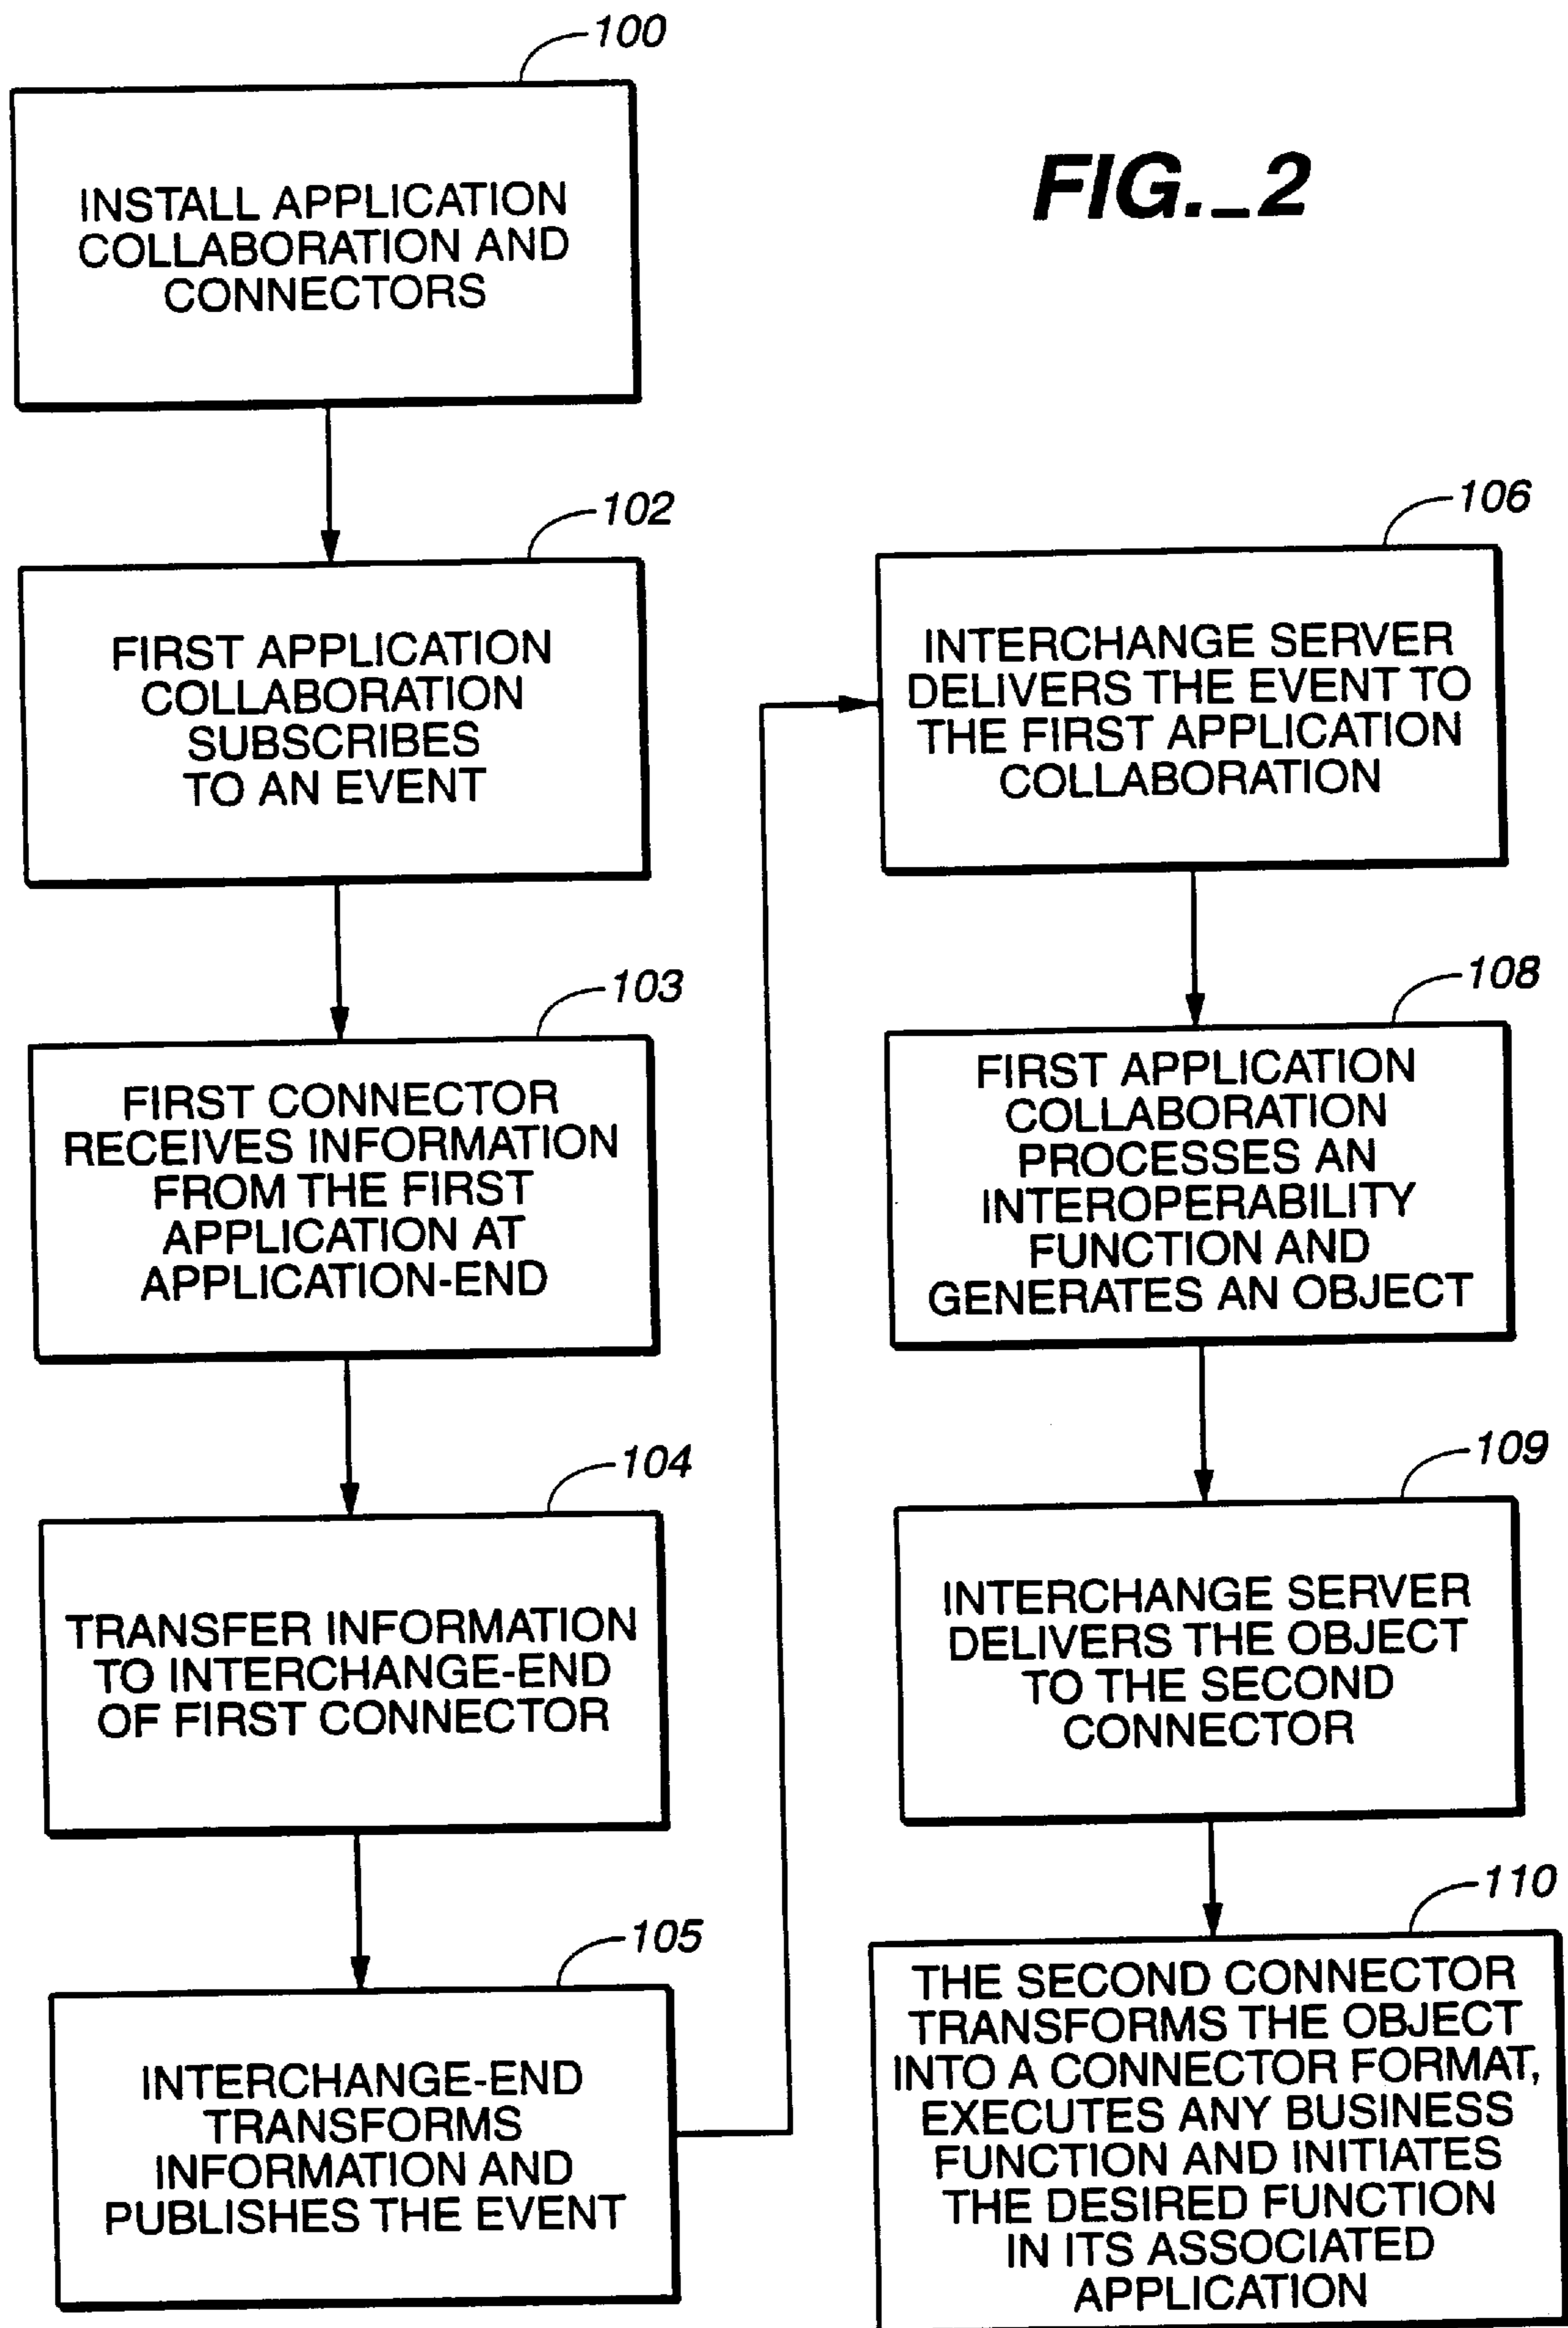 FIG._2
100
INSTALL APPLICATION
COLLABORATION AND
CONNECTORS
102
FIRST APPLICATION
COLLABORATION
SUBSCRIBES
TO AN EVENT
103
FIRST CONNECTOR
RECEIVES INFORMATION
FROM THE FIRST
APPLICATION AT
APPLICATION-END
104
TRANSFER INFORMATION
TO INTERCHANGE-END
OF FIRST CONNECTOR
105
INTERCHANGE-END
TRANSFORMS
INFORMATION AND
PUBLISHES THE EVENT
106
INTERCHANGE SERVER
DELIVERS THE EVENT TO
THE FIRST APPLICATION
COLLABORATION
108
FIRST APPLICATION
COLLABORATION
PROCESSES AN
INTEROPERABILITY
FUNCTION AND
GENERATES AN OBJECT
109
INTERCHANGE SERVER
DELIVERS THE OBJECT
TO THE SECOND
CONNECTOR
110
THE SECOND CONNECTOR
TRANSFORMS THE OBJECT
INTO A CONNECTOR FORMAT,
EXECUTES ANY BUSINESS
FUNCTION AND INITIATES
THE DESIRED FUNCTION
IN ITS ASSOCIATED
APPLICATION